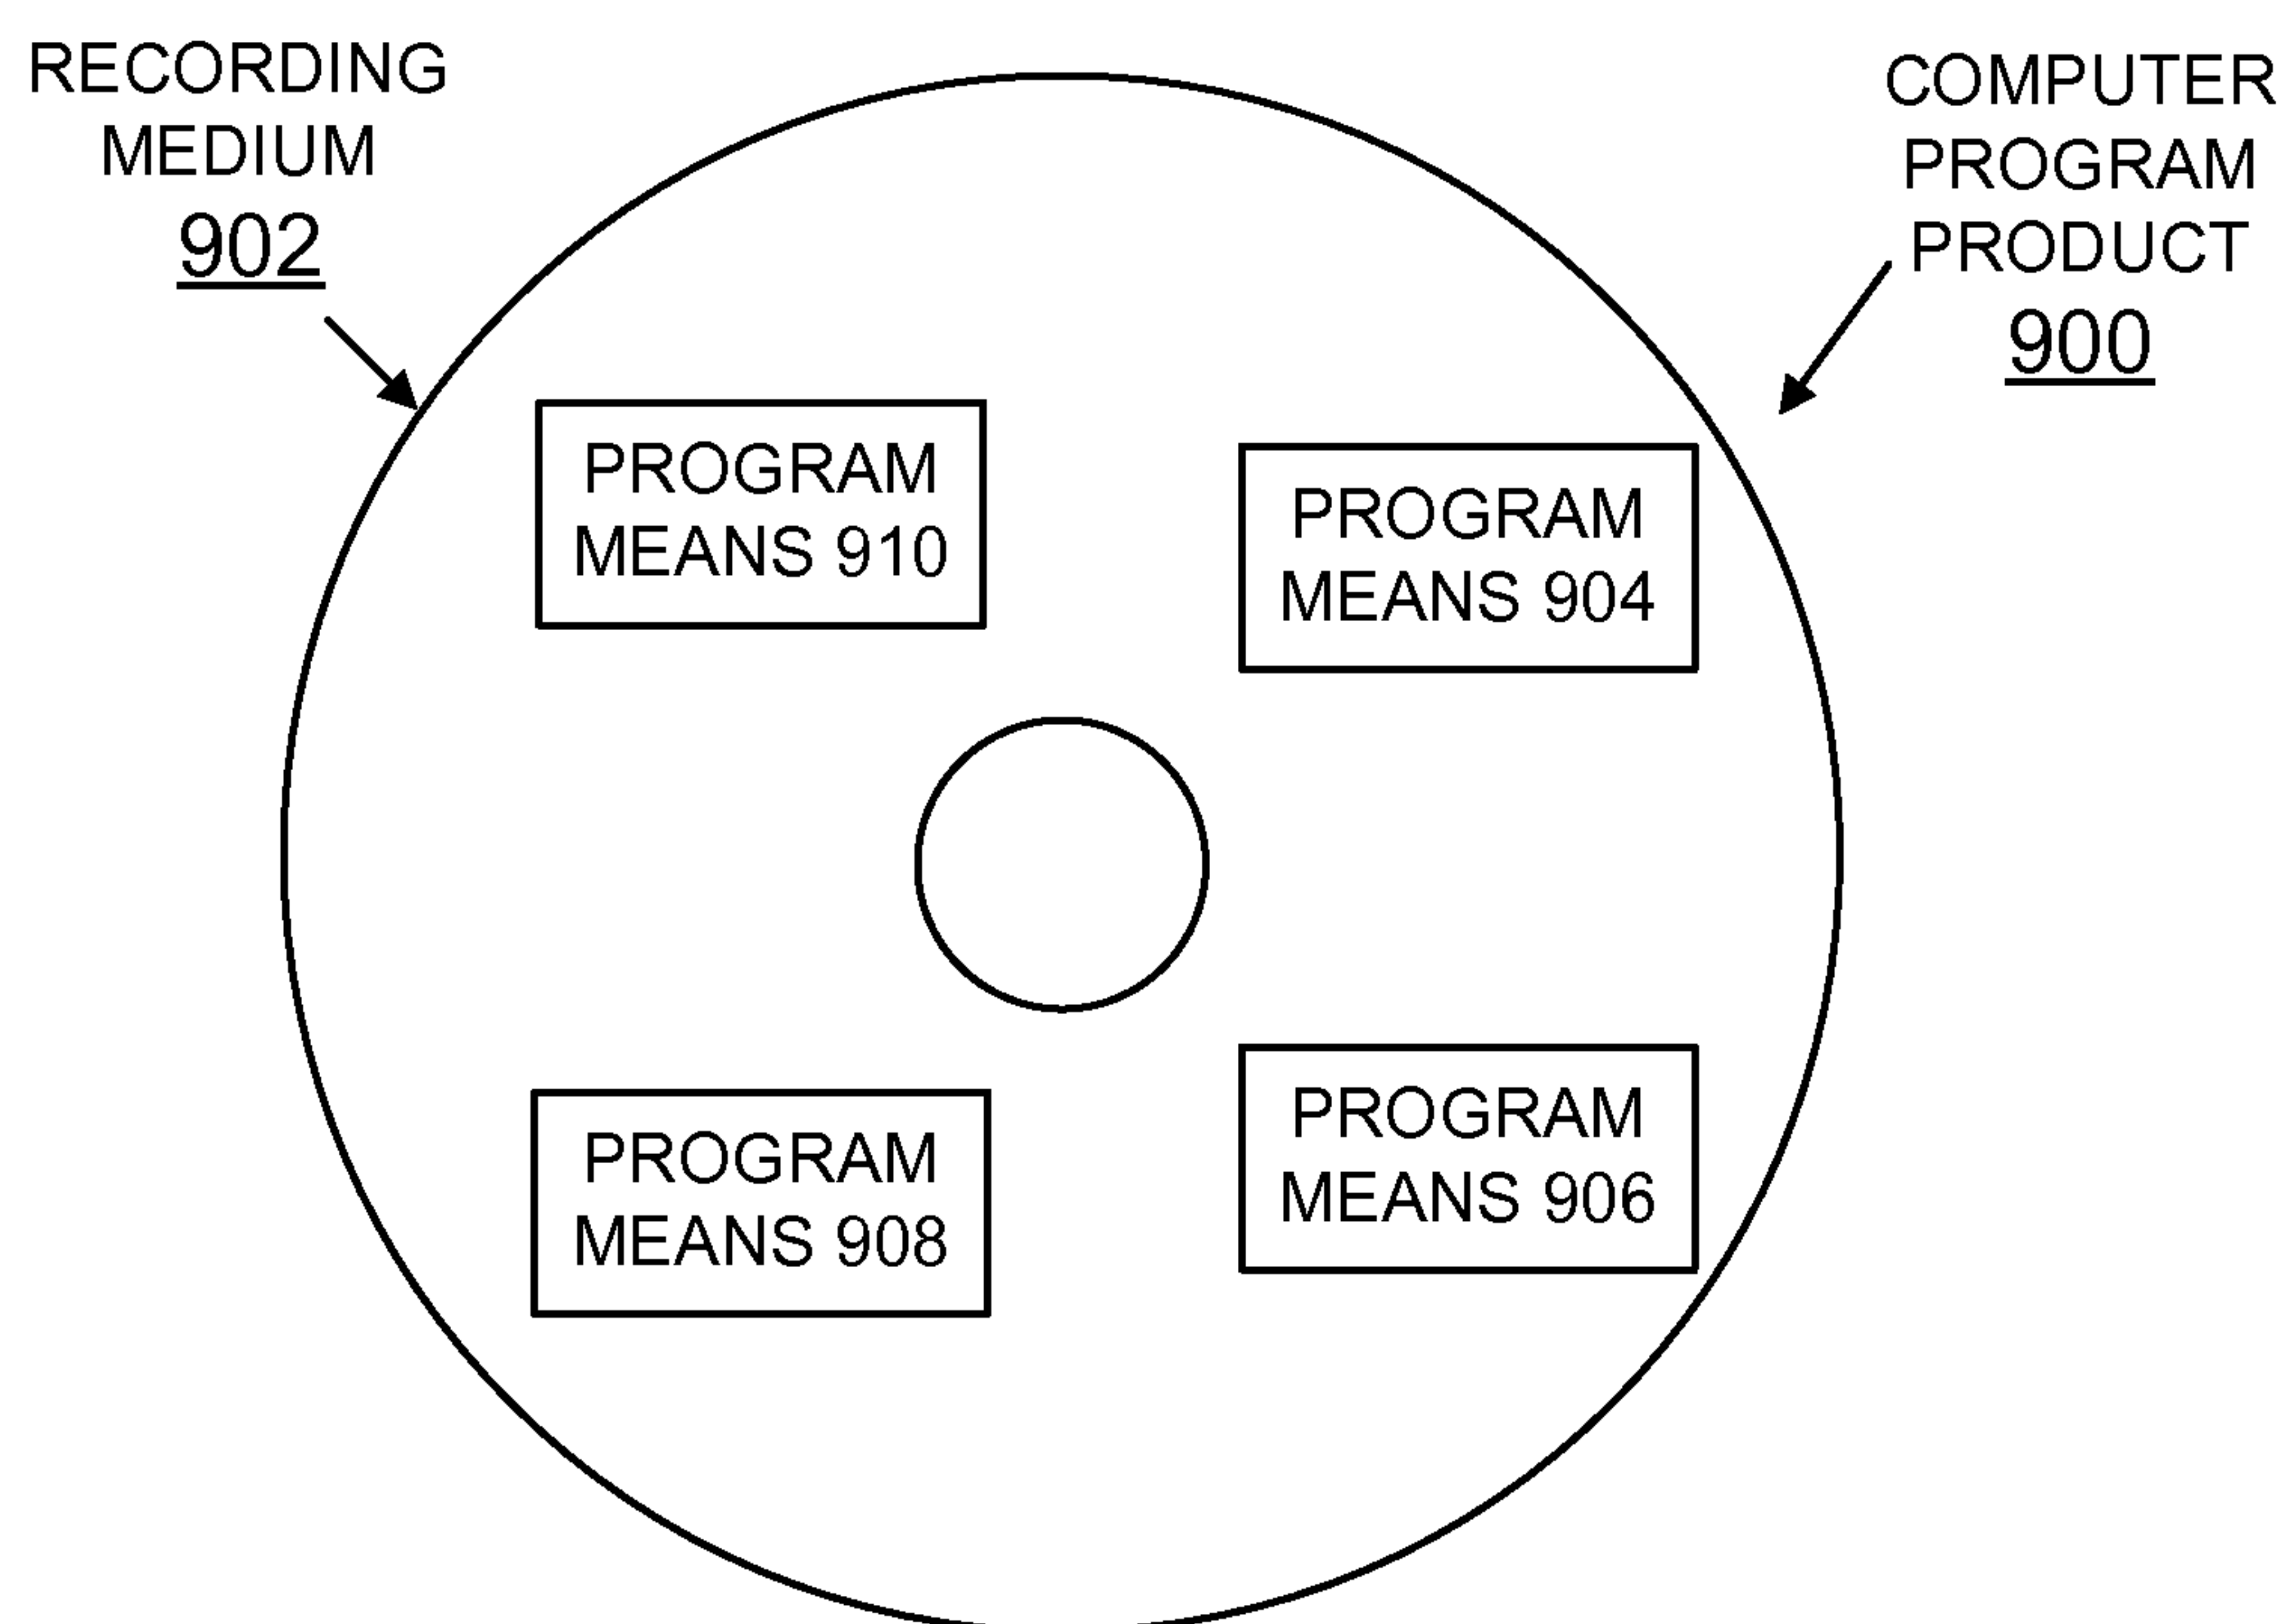 RECORDING
MEDIUM
902
COMPUTER
PROGRAM
PRODUCT
900
PROGRAM
MEANS 910
PROGRAM
MEANS 904
PROGRAM
MEANS 908
PROGRAM
MEANS 906